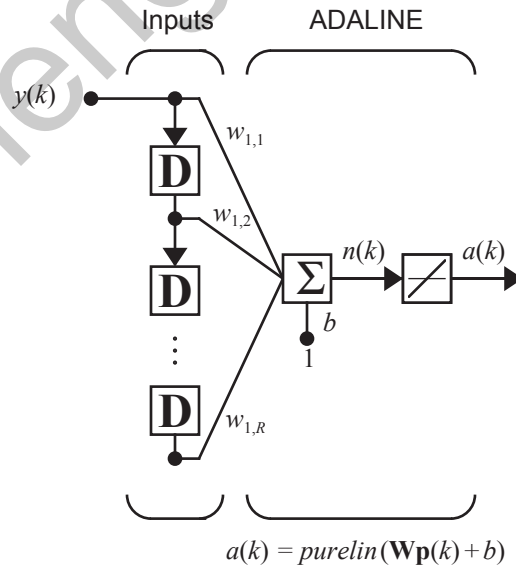 Inputs ADALINE
y(k)
w1,1
D
w1,2
D
n(k) a(k)
Σ
b
1
⋮
D
w1,R
a(k) = purelin(Wp(k) + b)